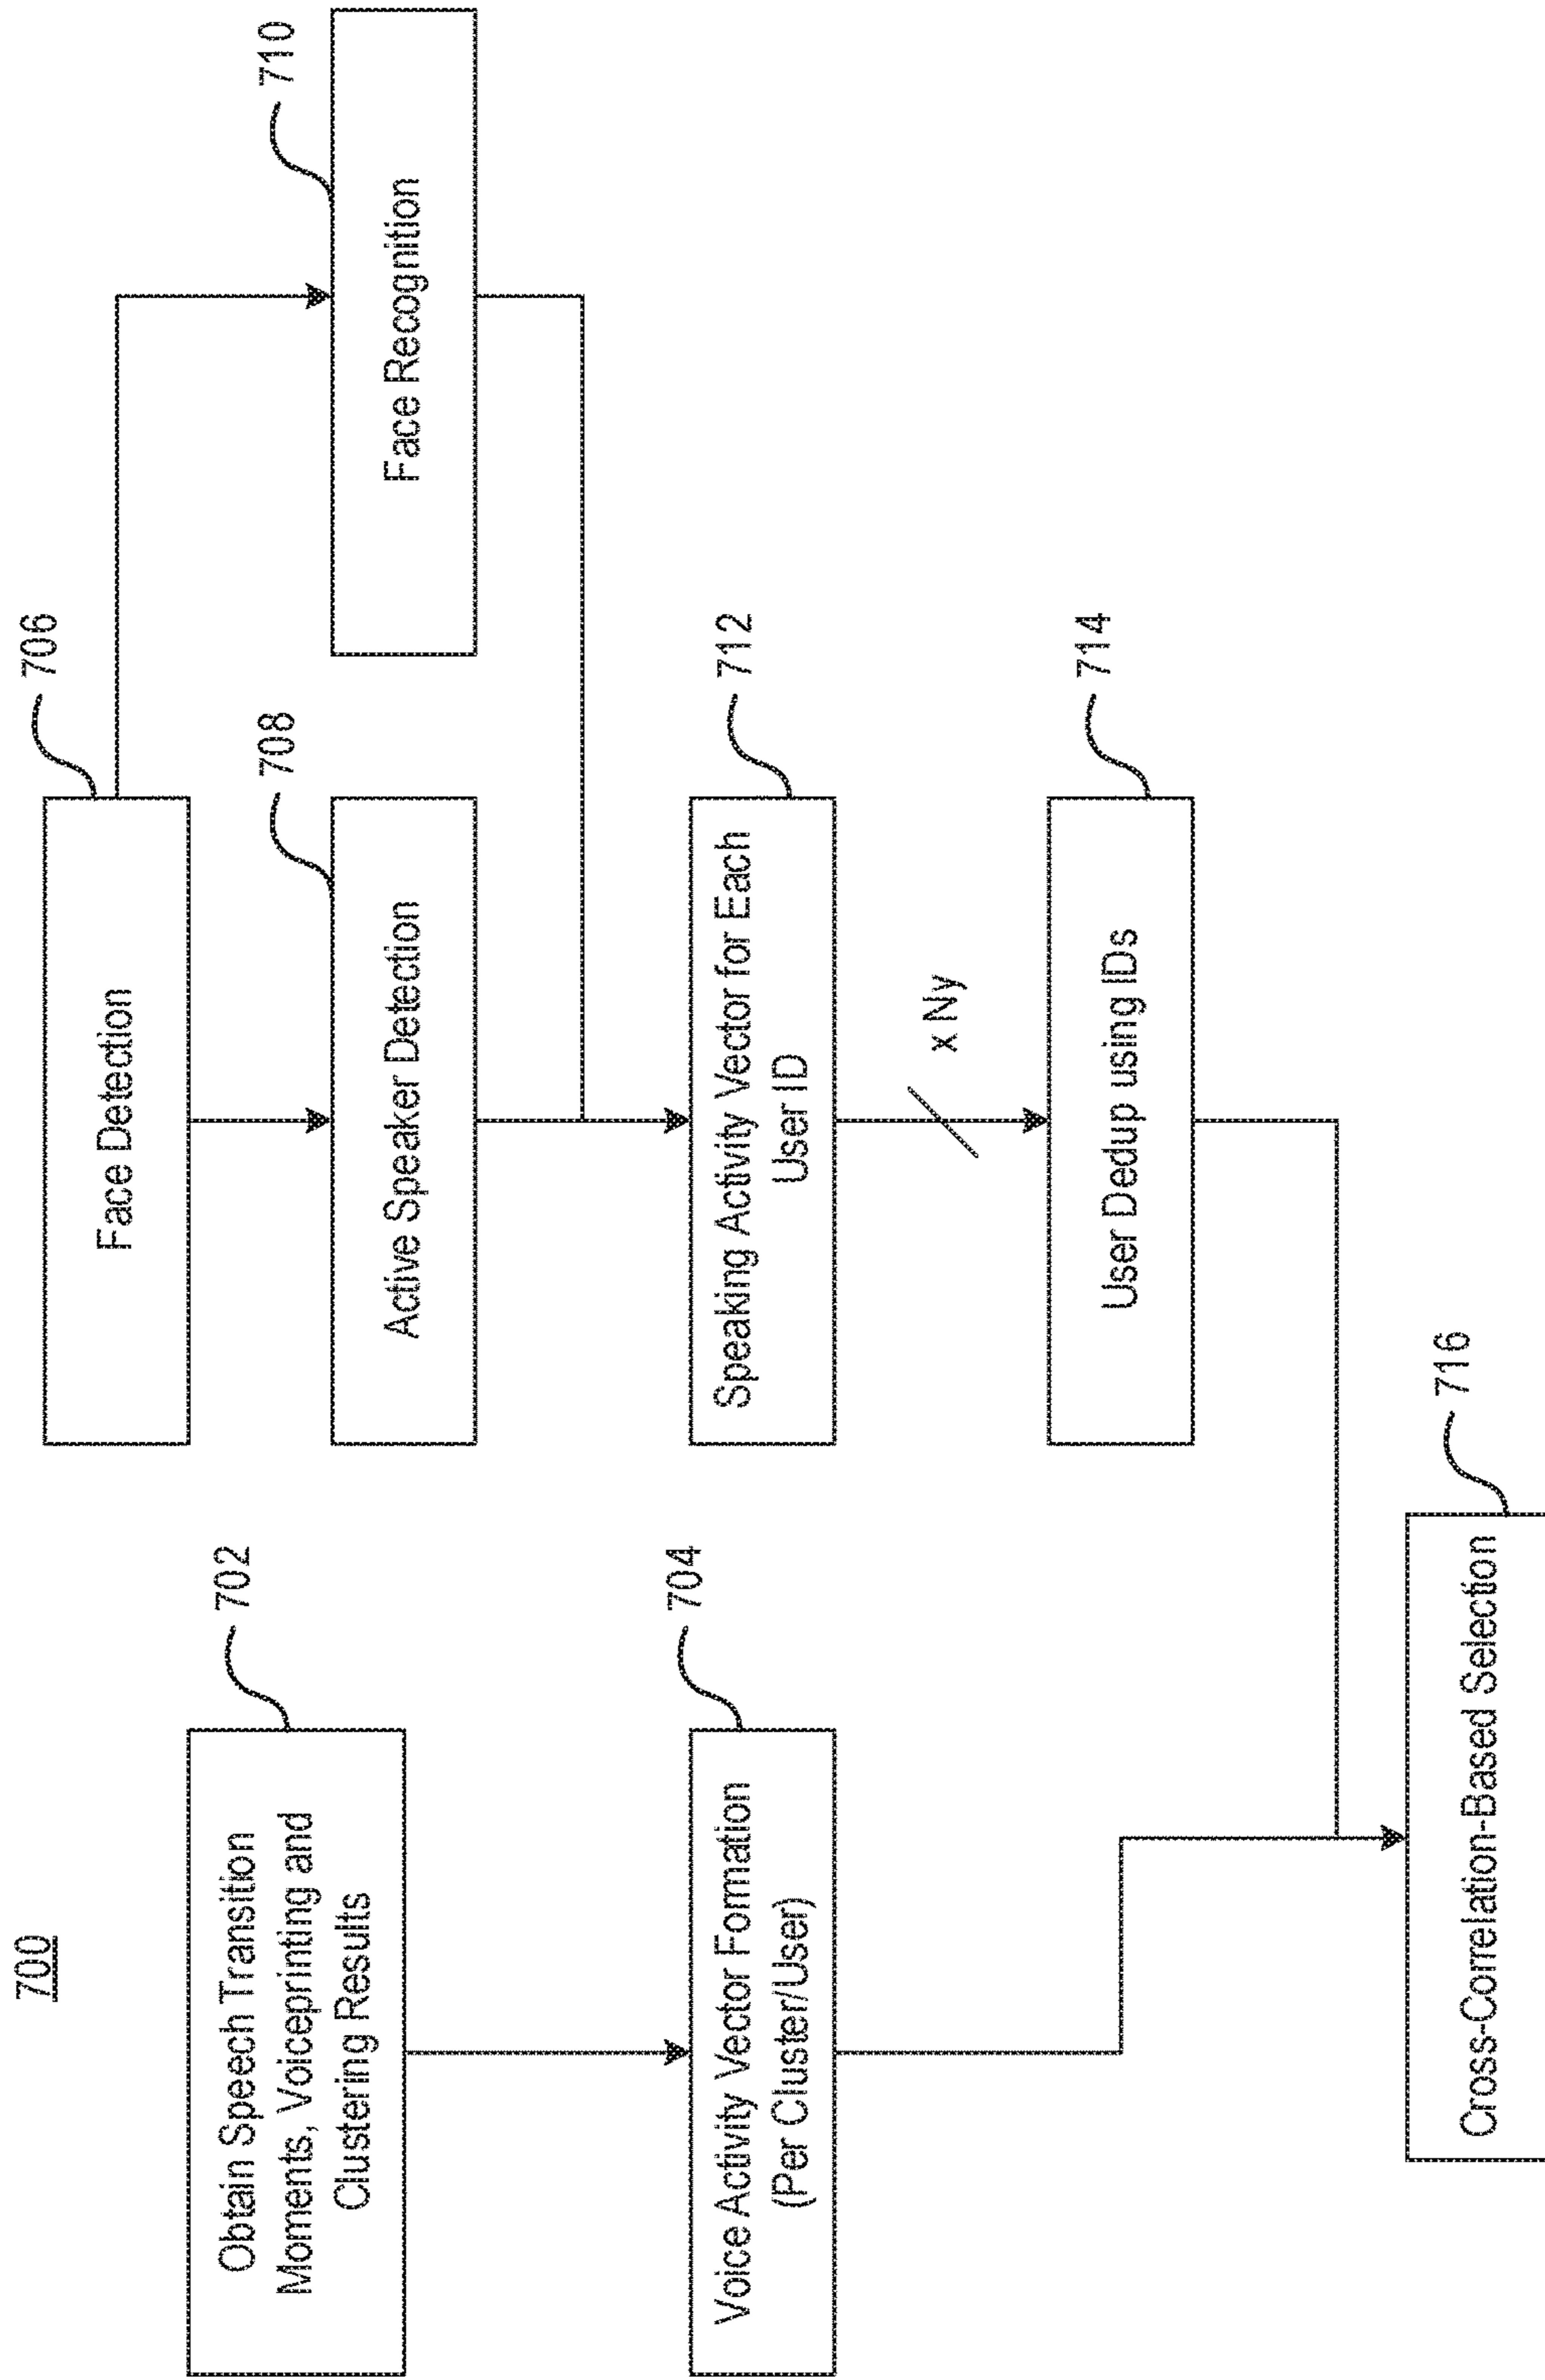 700
Obtain Speech Transition
Moments, Voiceprinting and
Clustering Results
702
Voice Activity Vector Formation
(Per Cluster/User)
704
Face Detection
706
Active Speaker Detection
708
Face Recognition
710
Speaking Activity Vector for Each
User ID
712
x Ny
User Dedup using IDs
714
Cross-Correlation-Based Selection
716